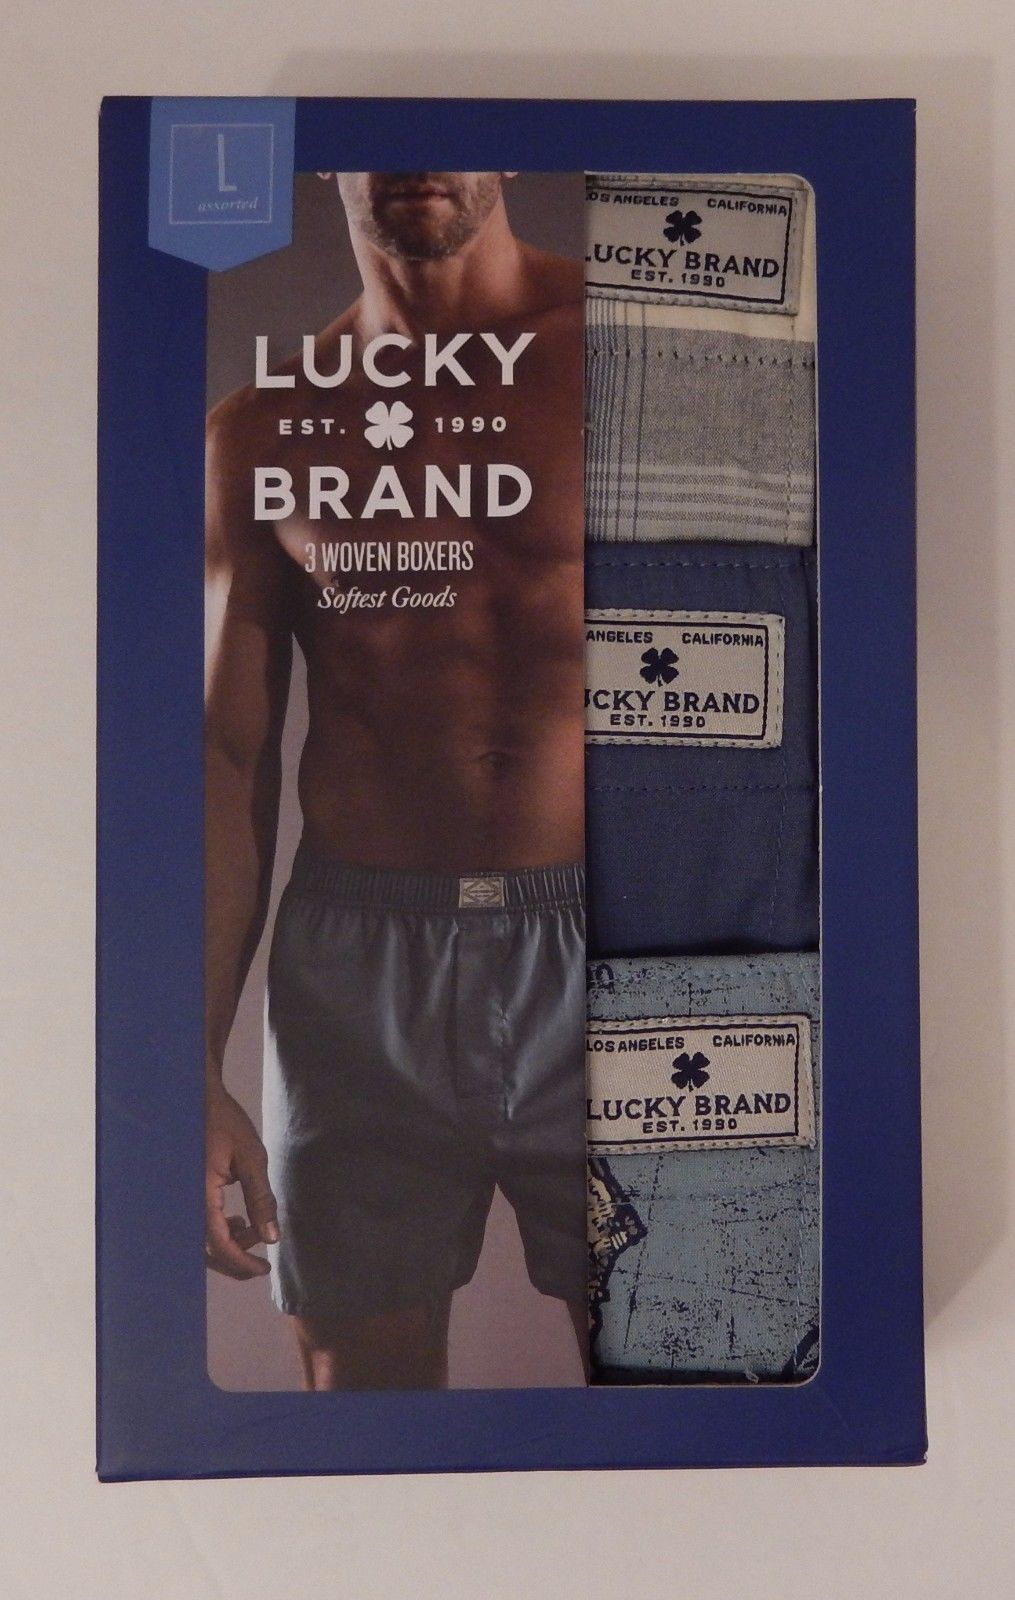 L
assorted
LUCKY
EST. 1990
BRAND
3 WOVEN BOXERS
Softest Goods
LOS ANGELES CALIFORNIA
LUCKY BRAND
EST. 1990
ANGELES CALIFORNIA
UCKY BRAND
EST. 1990
LOS ANGELES CALIFORNIA
LUCKY BRAND
EST. 1990